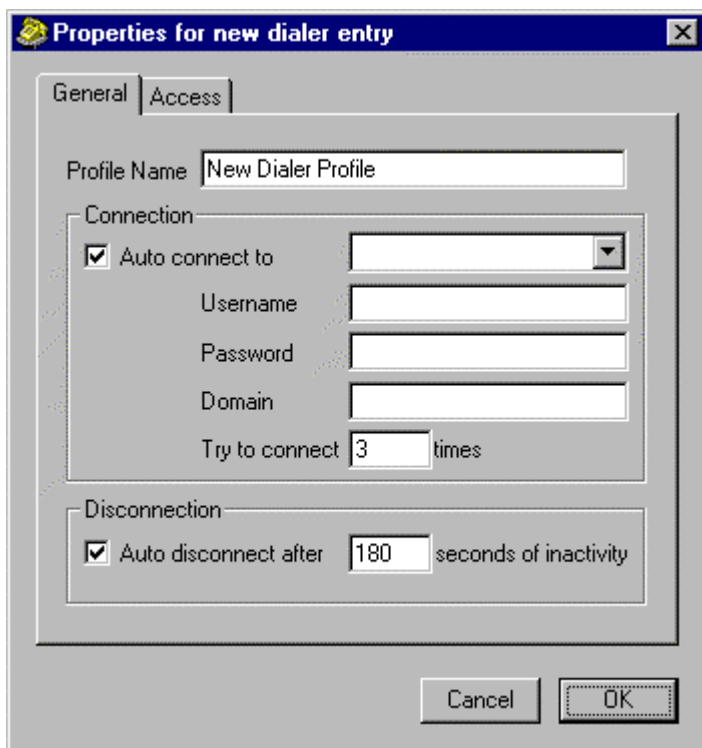 Properties for new dialer entry
General Access
Profile Name New Dialer Profile
Connection
Auto connect to
Username
Password
Domain
Try to connect 3 times
Disconnection
Auto disconnect after 180 seconds of inactivity
Cancel OK